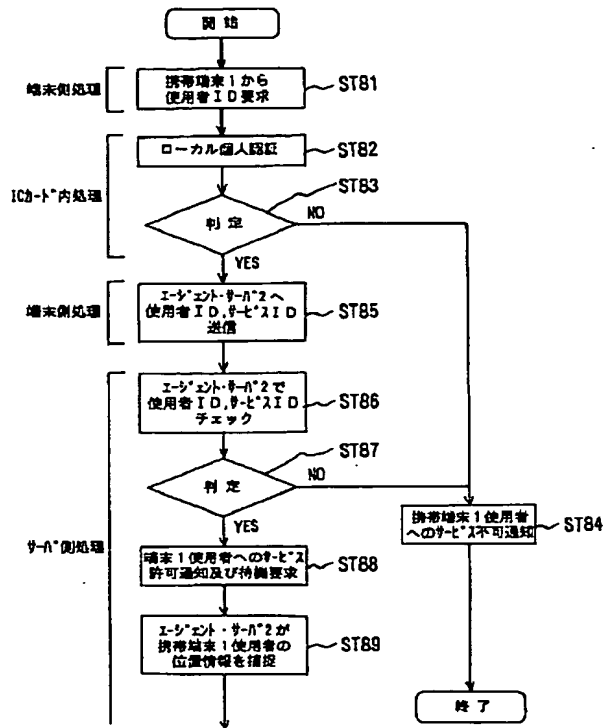 開始
端末側処理
携帯端末1から
使用者ID要求
ST81
ICカード内処理
ローカル個人認証
ST82
判定
ST83
NO
YES
端末側処理
エージェント・サーバ2へ
使用者ID,サービスID
送信
ST85
サーバ側処理
エージェント・サーバ2で
使用者ID,サービスID
チェック
ST86
判定
ST87
NO
YES
携帯端末1使用者
へのサービス不可通知
ST84
端末1使用者へのサービス
許可通知及び待機要求
ST88
エージェント・サーバ2が
携帯端末1使用者の
位置情報を捕捉
ST89
終了